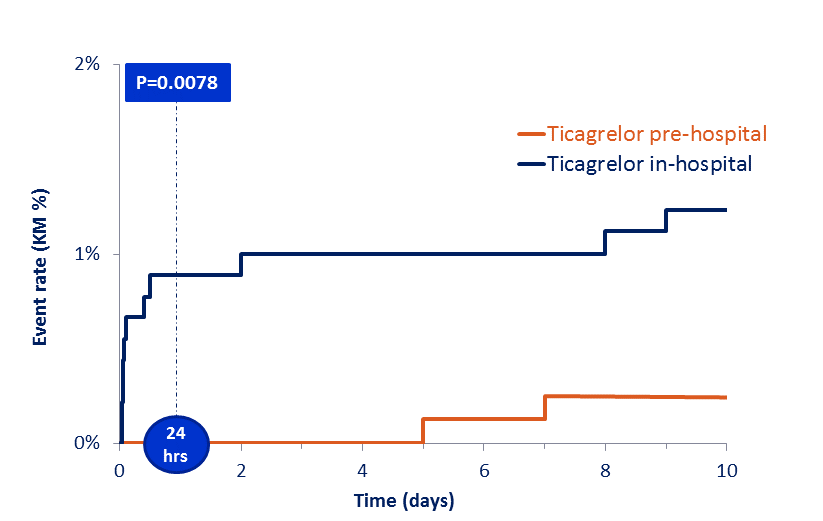 2%
P=0.0078
Ticagrelor pre-hospital
Ticagrelor in-hospital
Event rate (KM %)
1%
0%
24
hrs
0 2 4 6 8 10
Time (days)